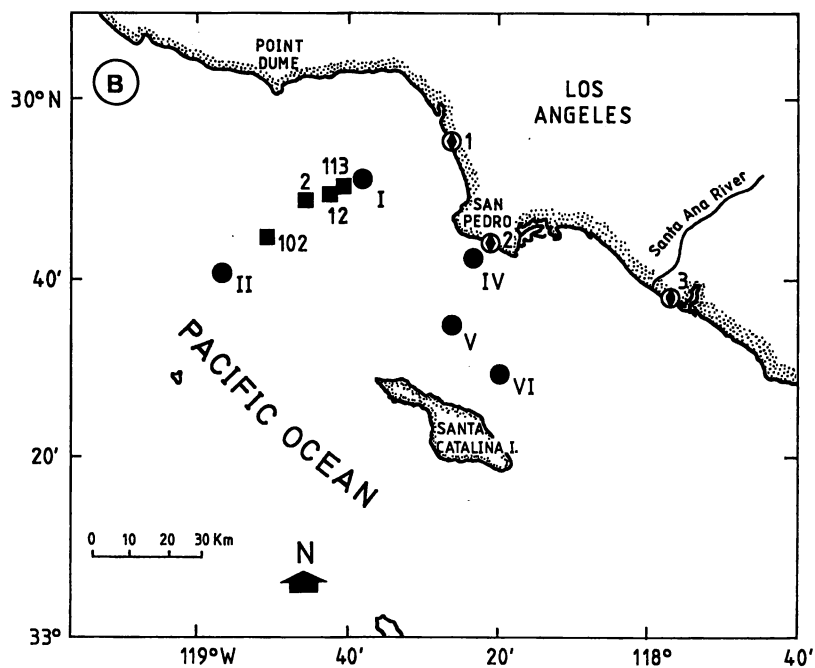 B
POINT
DUME
30°N
LOS
ANGELES
1
113
2
I
12
SAN
PEDRO
2
Santa Ana River
102
40'
II
IV
3
V
VI
PACIFIC OCEAN
SANTA
CATALINA I.
20'
0 10 20 30 Km
N
33°
119°W 40' 20' 118° 40'